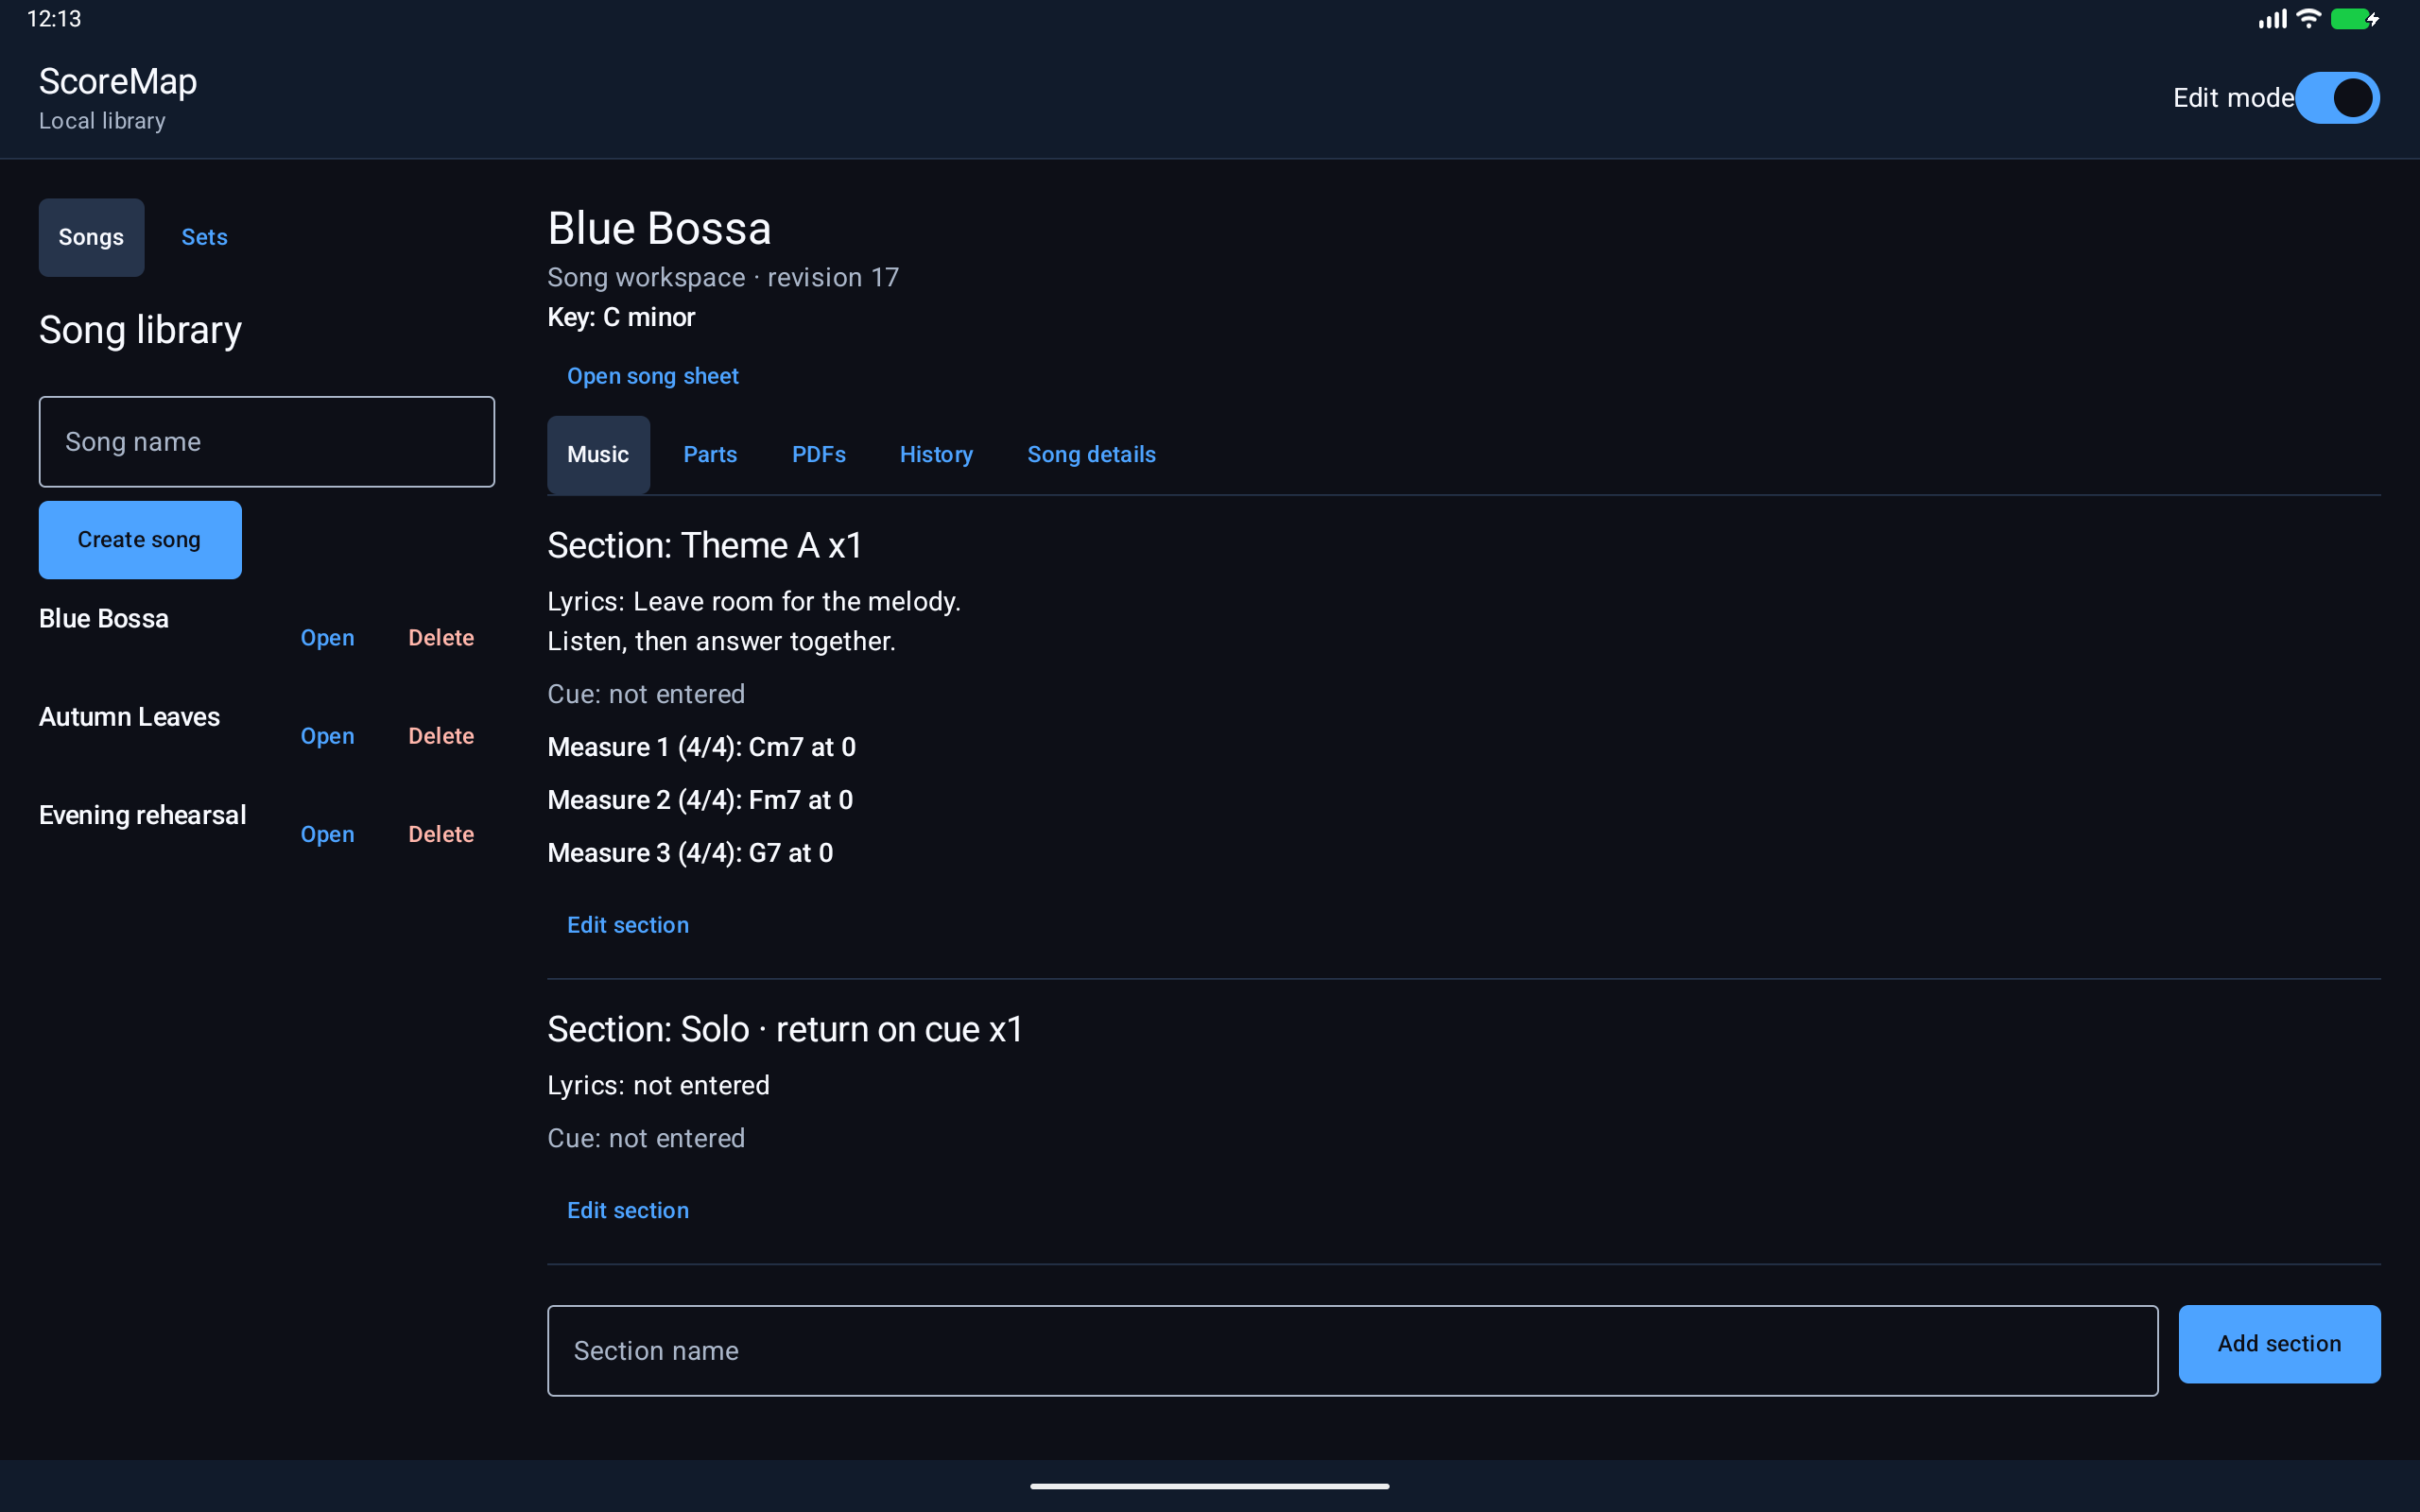 12:13
ScoreMap
Local library
Edit mode
Songs
Sets
Song library
Song name
Create song
Blue Bossa
Open
Delete
Autumn Leaves
Open
Delete
Evening rehearsal
Open
Delete
Blue Bossa
Song workspace · revision 17
Key: C minor
Open song sheet
Music
Parts
PDFs
History
Song details
Section: Theme A x1
Lyrics: Leave room for the melody.
Listen, then answer together.
Cue: not entered
Measure 1 (4/4): Cm7 at 0
Measure 2 (4/4): Fm7 at 0
Measure 3 (4/4): G7 at 0
Edit section
Section: Solo · return on cue x1
Lyrics: not entered
Cue: not entered
Edit section
Section name
Add section